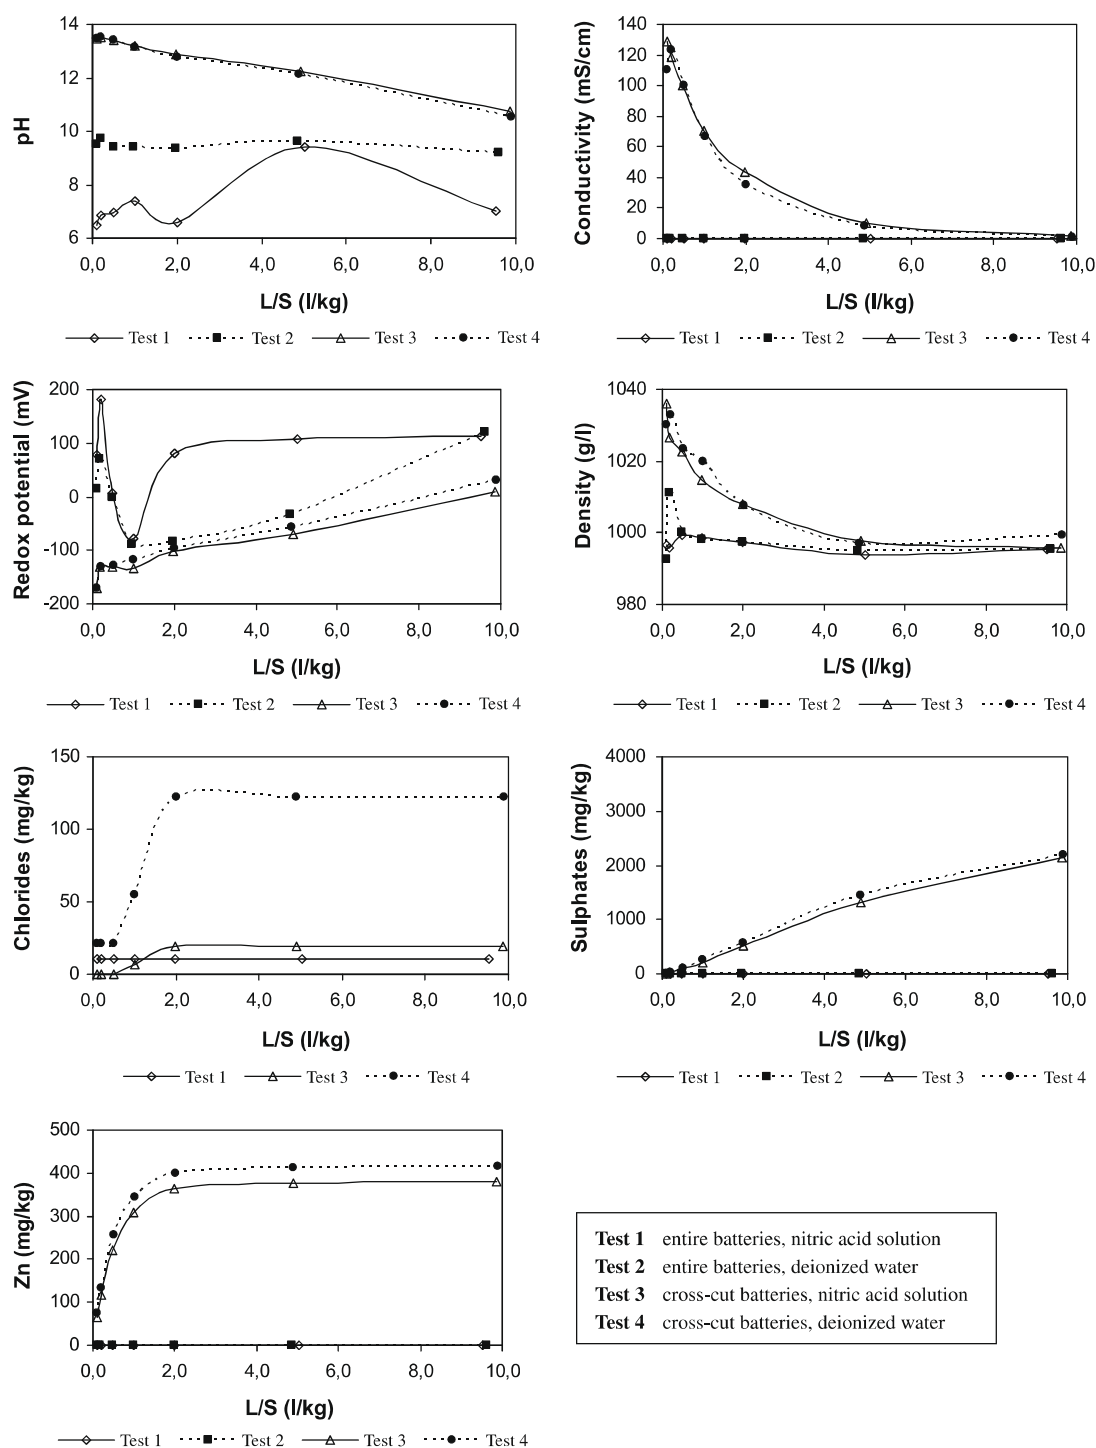 14
12
10
8
6
pH
0,0 2,0 4,0 6,0 8,0 10,0
L/S (l/kg)
Test 1 Test 2 Test 3 Test 4
140
120
100
80
60
40
20
0
Conductivity (mS/cm)
0,0 2,0 4,0 6,0 8,0 10,0
L/S (l/kg)
Test 1 Test 2 Test 3 Test 4
200
100
0
-100
-200
Redox potential (mV)
0,0 2,0 4,0 6,0 8,0 10,0
L/S (l/kg)
Test 1 Test 2 Test 3 Test 4
1040
1020
1000
980
Density (g/l)
0,0 2,0 4,0 6,0 8,0 10,0
L/S (l/kg)
Test 1 Test 2 Test 3 Test 4
150
100
50
0
Chlorides (mg/kg)
0,0 2,0 4,0 6,0 8,0 10,0
L/S (l/kg)
Test 1 Test 3 Test 4
4000
3000
2000
1000
0
Sulphates (mg/kg)
0,0 2,0 4,0 6,0 8,0 10,0
L/S (l/kg)
Test 1 Test 2 Test 3 Test 4
500
400
300
200
100
0
Zn (mg/kg)
0,0 2,0 4,0 6,0 8,0 10,0
L/S (l/kg)
Test 1 Test 2 Test 3 Test 4
Test 1 entire batteries, nitric acid solution
Test 2 entire batteries, deionized water
Test 3 cross-cut batteries, nitric acid solution
Test 4 cross-cut batteries, deionized water